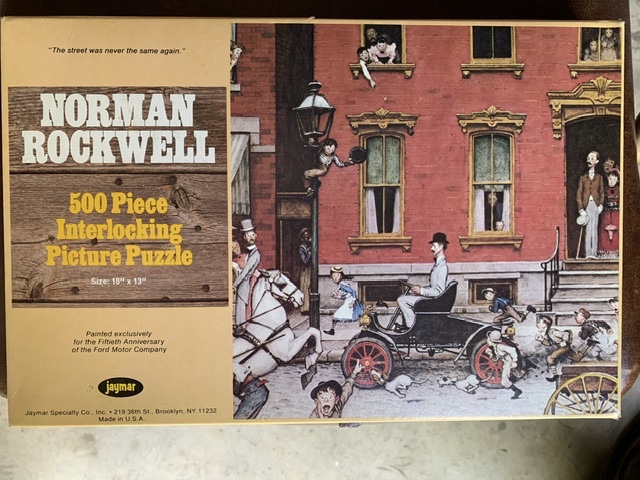 "The street was never the same again."
NORMAN
ROCKWELL
500 Piece
Interlocking
Picture Puzzle
Size: 18" x 13"
Painted exclusively
for the Fiftieth Anniversary
of the Ford Motor Company
jaymar
Jaymar Specialty Co., Inc. • 219 36th St., Brooklyn, NY 11232
Made in U.S.A.